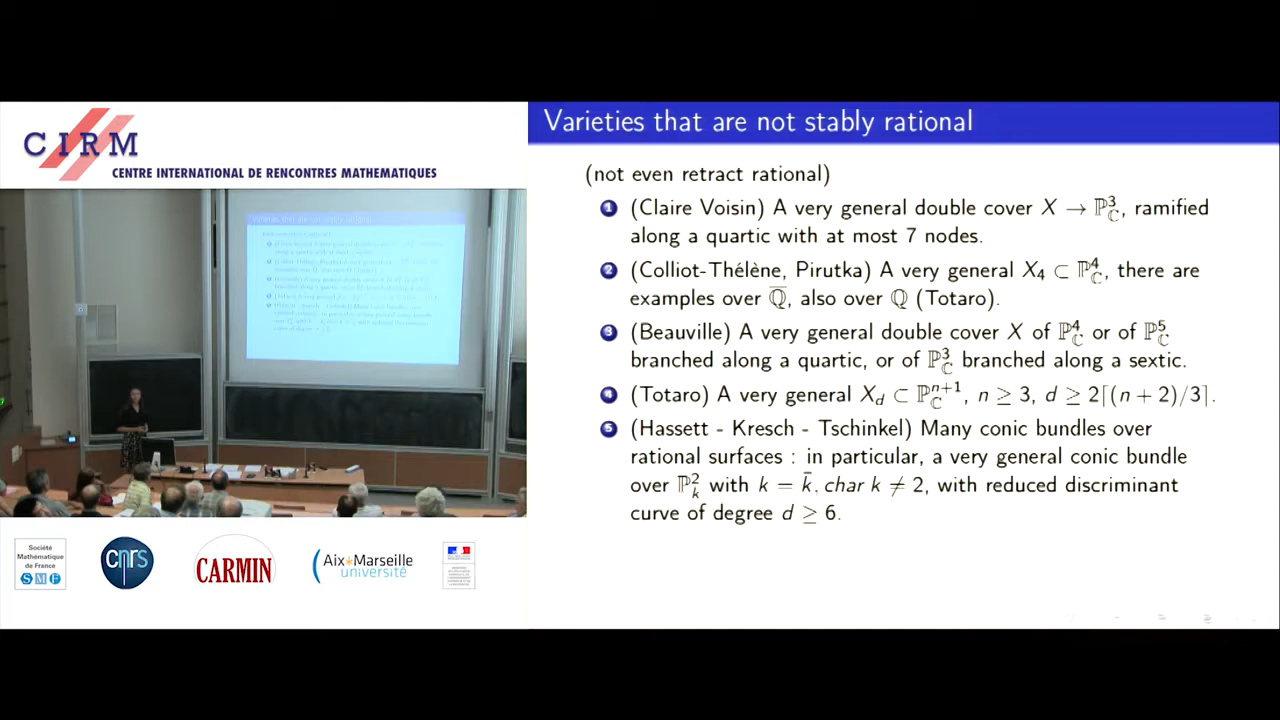 CIRM
CENTRE INTERNATIONAL DE RENCONTRES MATHEMATIQUES
Varieties that are not stably rational
(not even retract rational)
1 (Claire Voisin) A very general double cover X → ℙ³_ℂ, ramified
along a quartic with at most 7 nodes.
2 (Colliot-Thélène, Pirutka) A very general X₄ ⊂ ℙ⁴_ℂ, there are
examples over ℚ̅, also over ℚ (Totaro).
3 (Beauville) A very general double cover X of ℙ⁴_ℂ or of ℙ⁵_ℂ
branched along a quartic, or of ℙ³_ℂ branched along a sextic.
4 (Totaro) A very general X_d ⊂ ℙ^{n+1}_ℂ, n ≥ 3, d ≥ 2⌈(n + 2)/3⌉.
5 (Hassett - Kresch - Tschinkel) Many conic bundles over
rational surfaces : in particular, a very general conic bundle
over ℙ²_k with k = k̄, char k ≠ 2, with reduced discriminant
curve of degree d ≥ 6.
Société
Mathématique
de France
SMF
cnrs
CARMIN
Aix*Marseille
université